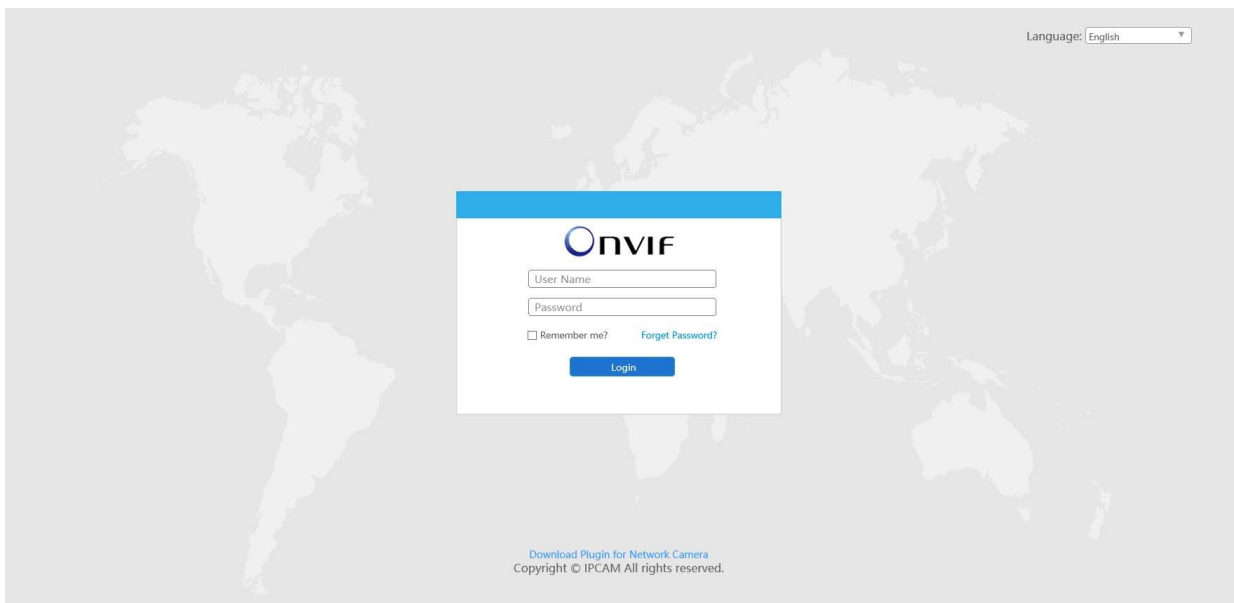 Language: English
Onvif
User Name
Password
Remember me? Forget Password?
Login
Download Plugin for Network Camera
Copyright © IPCAM All rights reserved.